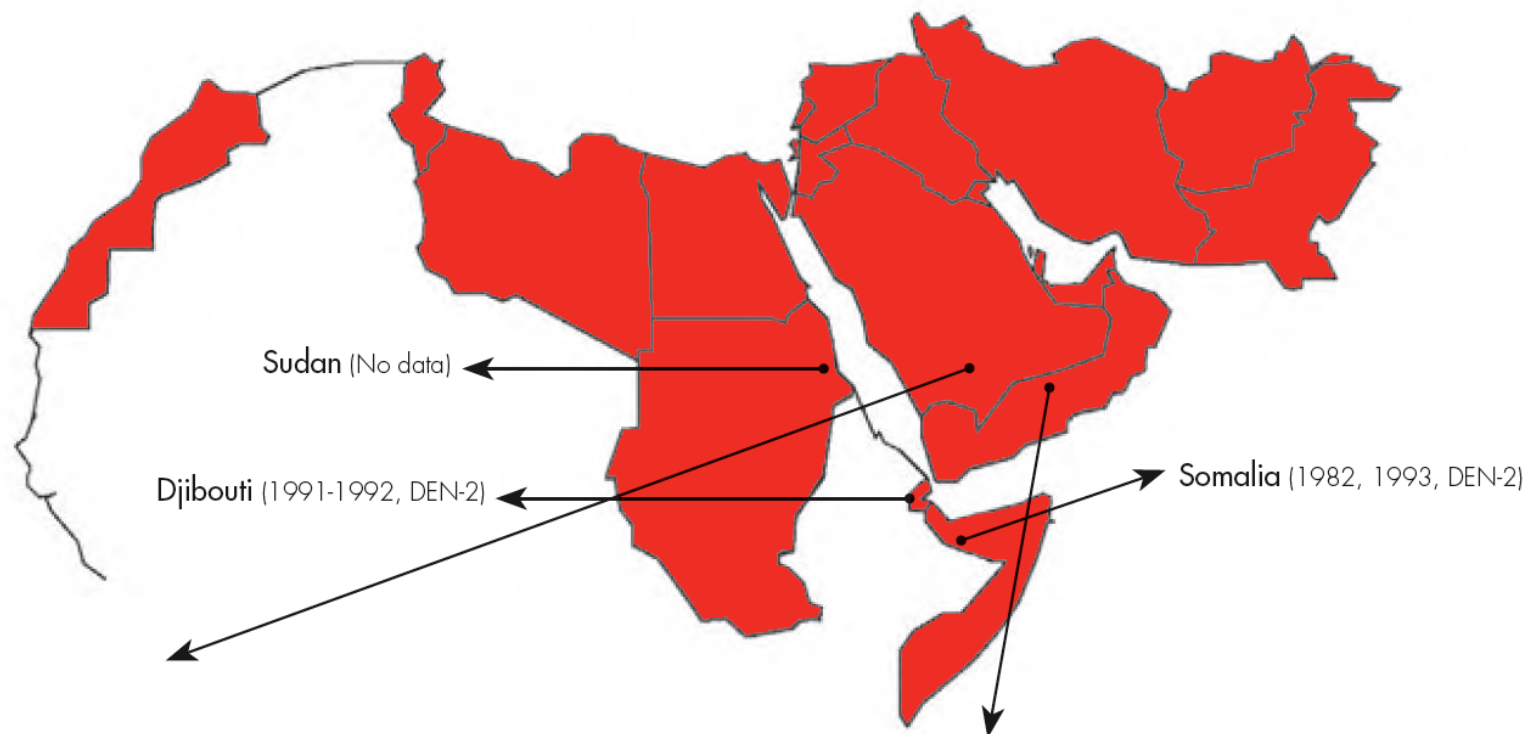 Sudan (No data)
Djibouti (1991-1992, DEN-2)
Somalia (1982, 1993, DEN-2)